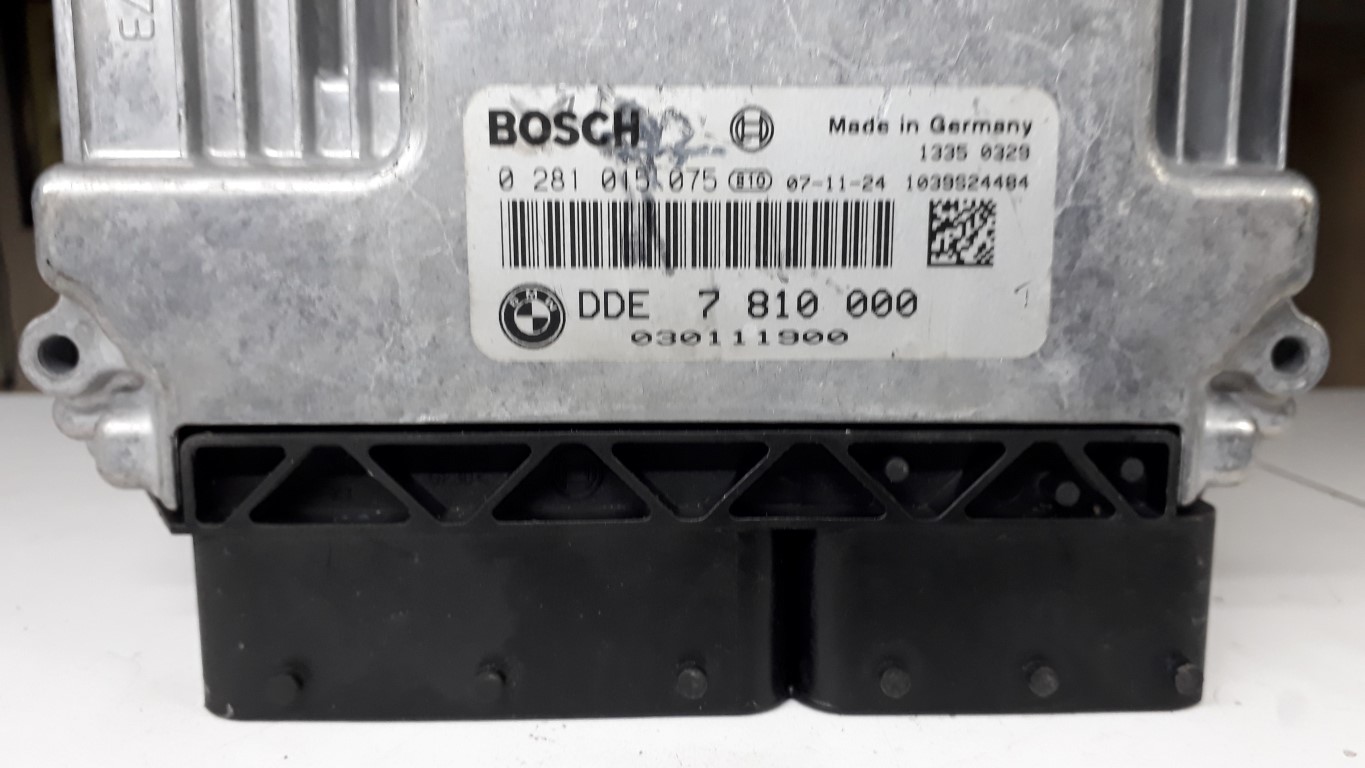 BOSCH Made in Germany
1335 0329
0 281 015 075 B10 07-11-24 1039S24484
BMW DDE 7 810 000
030111900